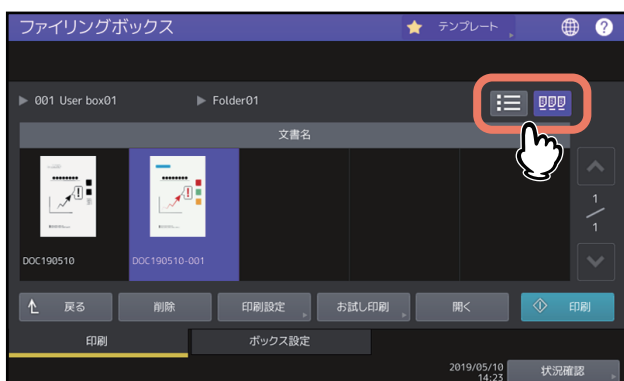 ファイリングボックス
テンプレート
?
001 User box01
Folder01
文書名
DOC190510
DOC190510-001
1
1
戻る
削除
印刷設定
お試し印刷
開く
印刷
印刷
ボックス設定
2019/05/10
14:23
状況確認